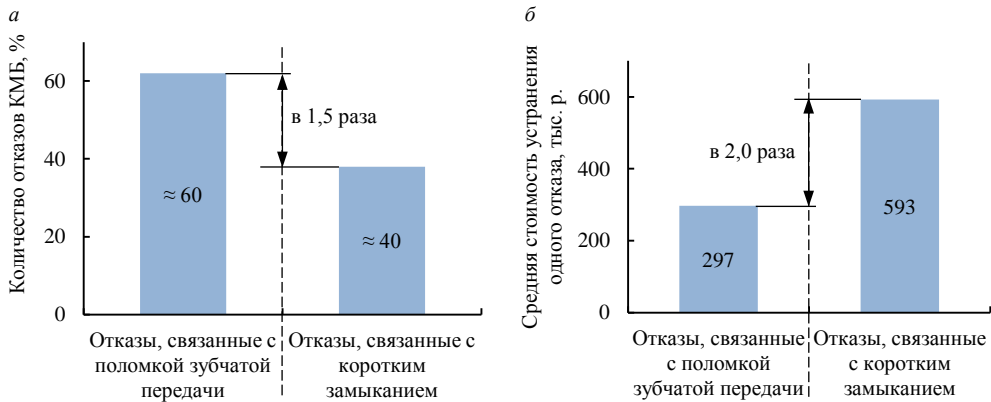 а
Количество отказов КМБ, %
60
40
20
0
в 1,5 раза
≈ 60
≈ 40
Отказы, связанные с
поломкой зубчатой
передачи
Отказы, связанные с
коротким
замыканием
б
Средняя стоимость устранения
одного отказа, тыс. р.
600
400
200
0
в 2,0 раза
297
593
Отказы, связанные
с поломкой
зубчатой передачи
Отказы, связанные
с коротким
замыканием